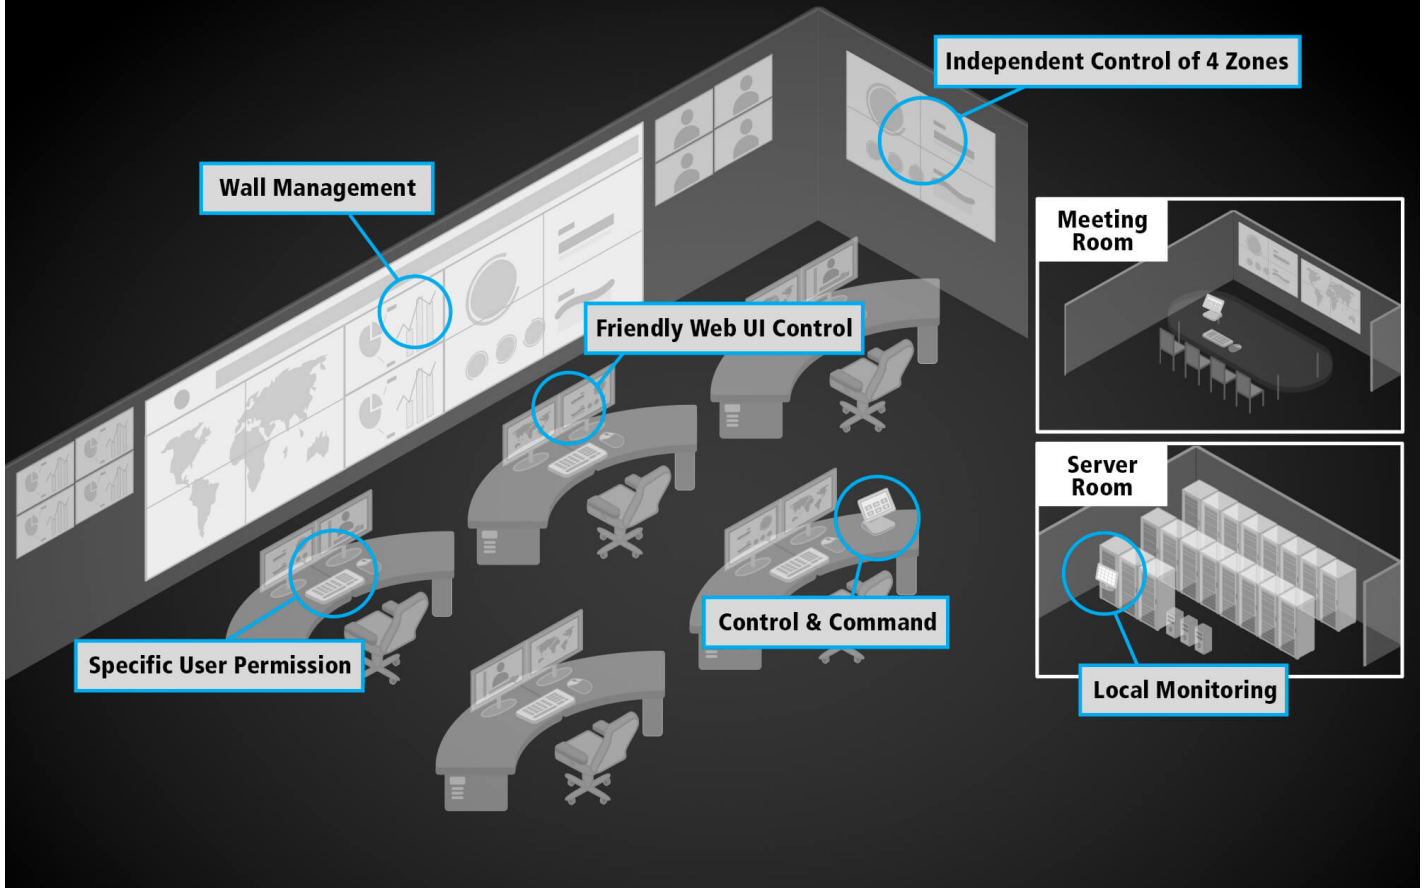 Independent Control of 4 Zones
Wall Management
Meeting
Room
Friendly Web UI Control
Server
Room
Control & Command
Specific User Permission
Local Monitoring